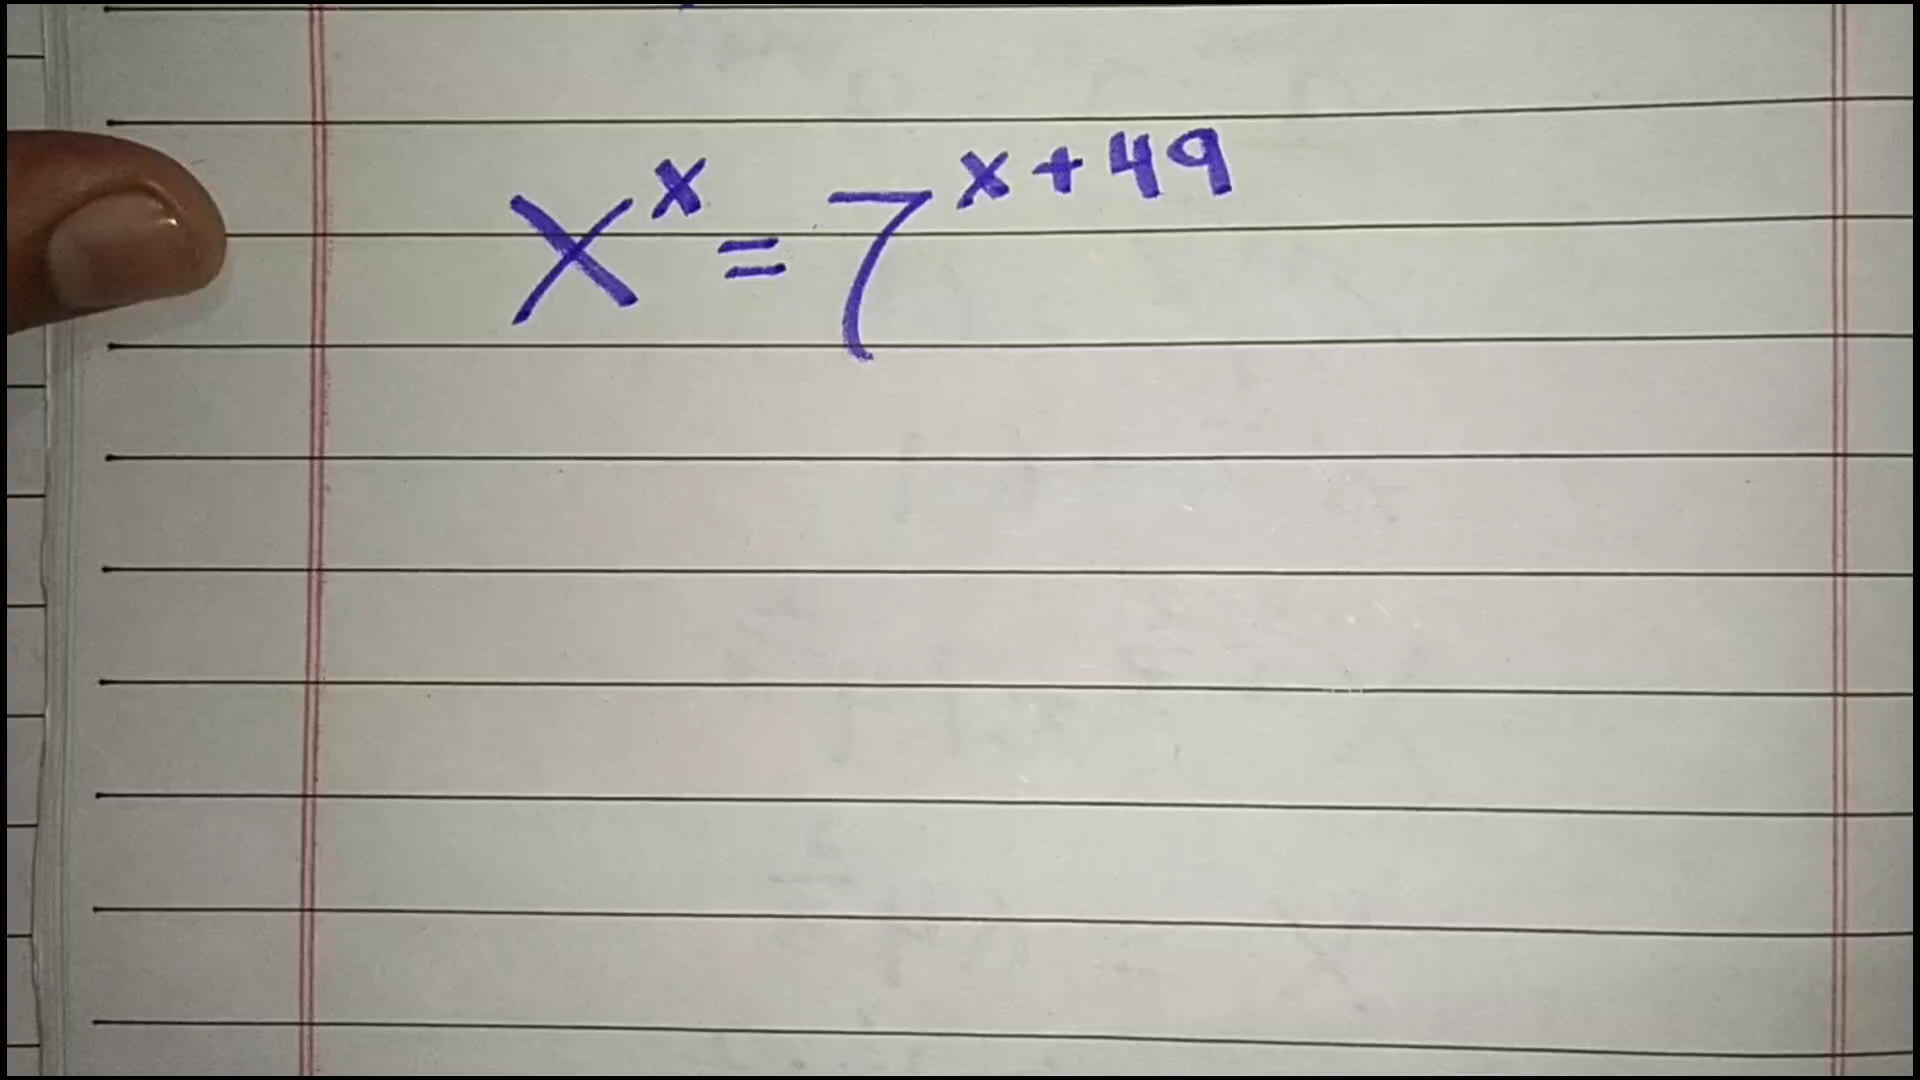 x^x = 7^{x+49}